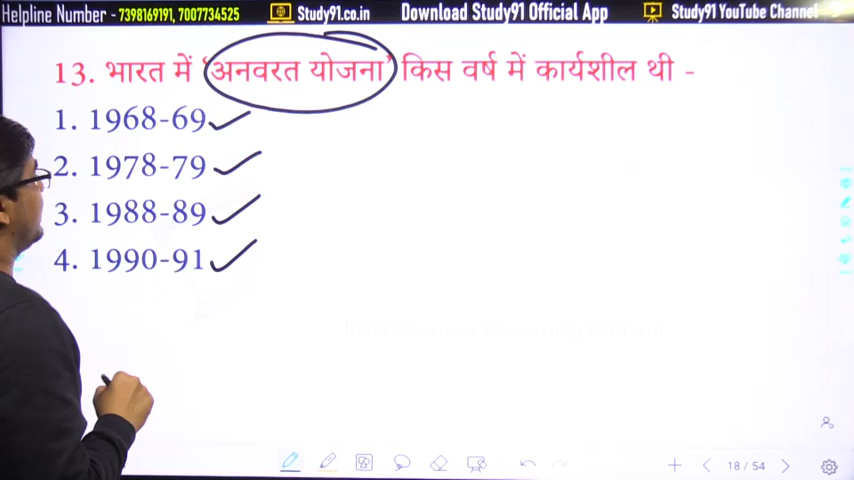 Helpline Number - 7398169191, 7007734525 Study91.co.in Download Study91 Official App Study91 YouTube Channel
13. भारत में 'अनवरत योजना' किस वर्ष में कार्यशील थी -
1. 1968-69
2. 1978-79
3. 1988-89
4. 1990-91
18 / 54